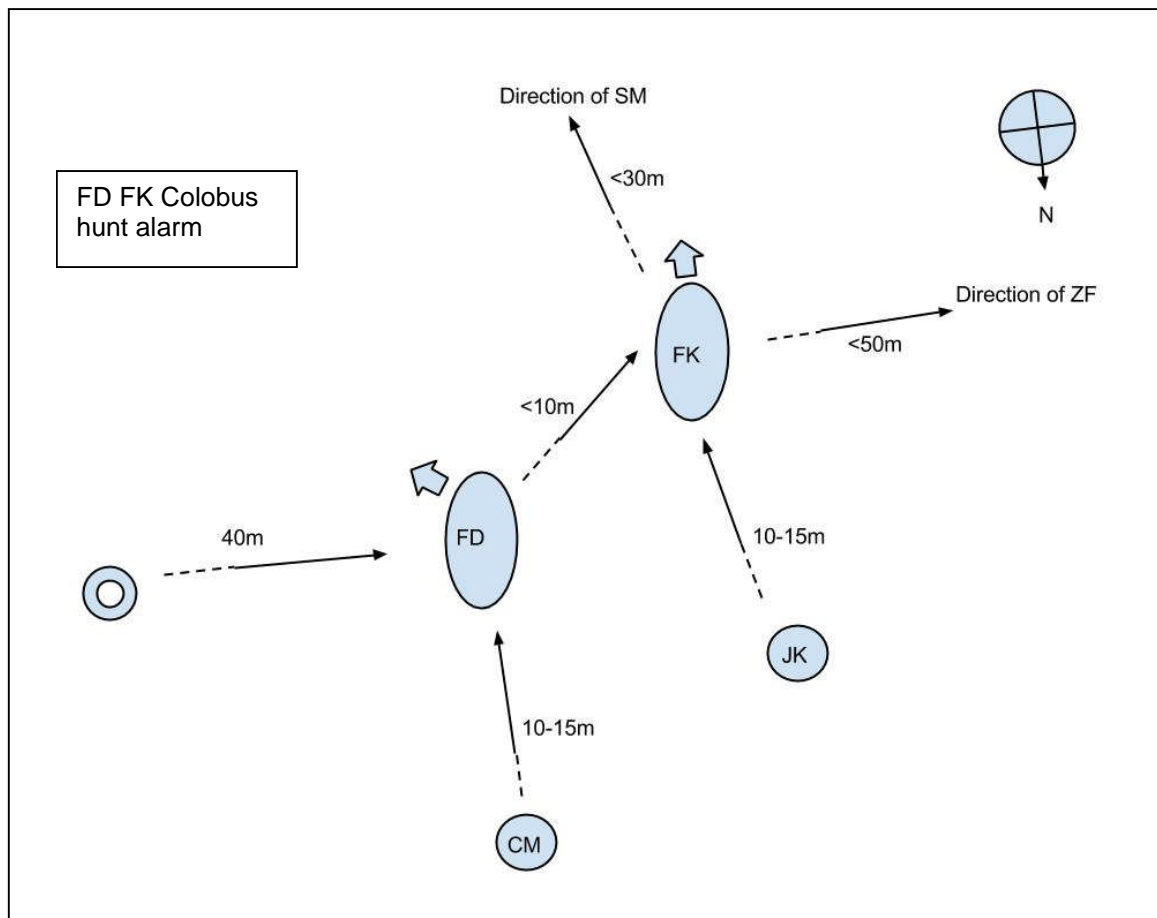 Direction of SM
<30m
N
FD FK Colobus
hunt alarm
Direction of ZF
<50m
FK
<10m
FD
40m
10-15m
JK
10-15m
CM